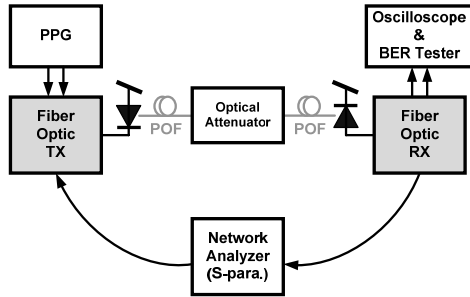 PPG
Oscilloscope
&
BER Tester
Fiber
Optic
TX
POF
Optical
Attenuator
POF
Fiber
Optic
RX
Network
Analyzer
(S-para.)